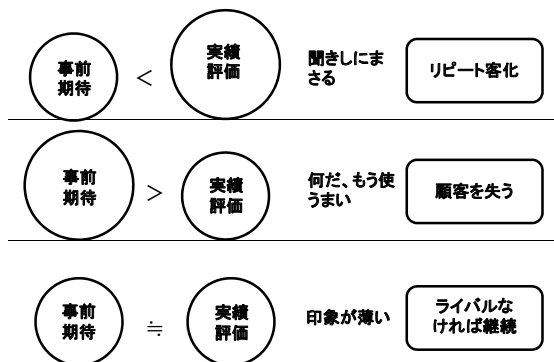 事前
期待
＜
実績
評価
聞きしにま
さる
リピート客化
事前
期待
＞
実績
評価
何だ、もう使
うまい
顧客を失う
事前
期待
≒
実績
評価
印象が薄い
ライバルな
ければ継続